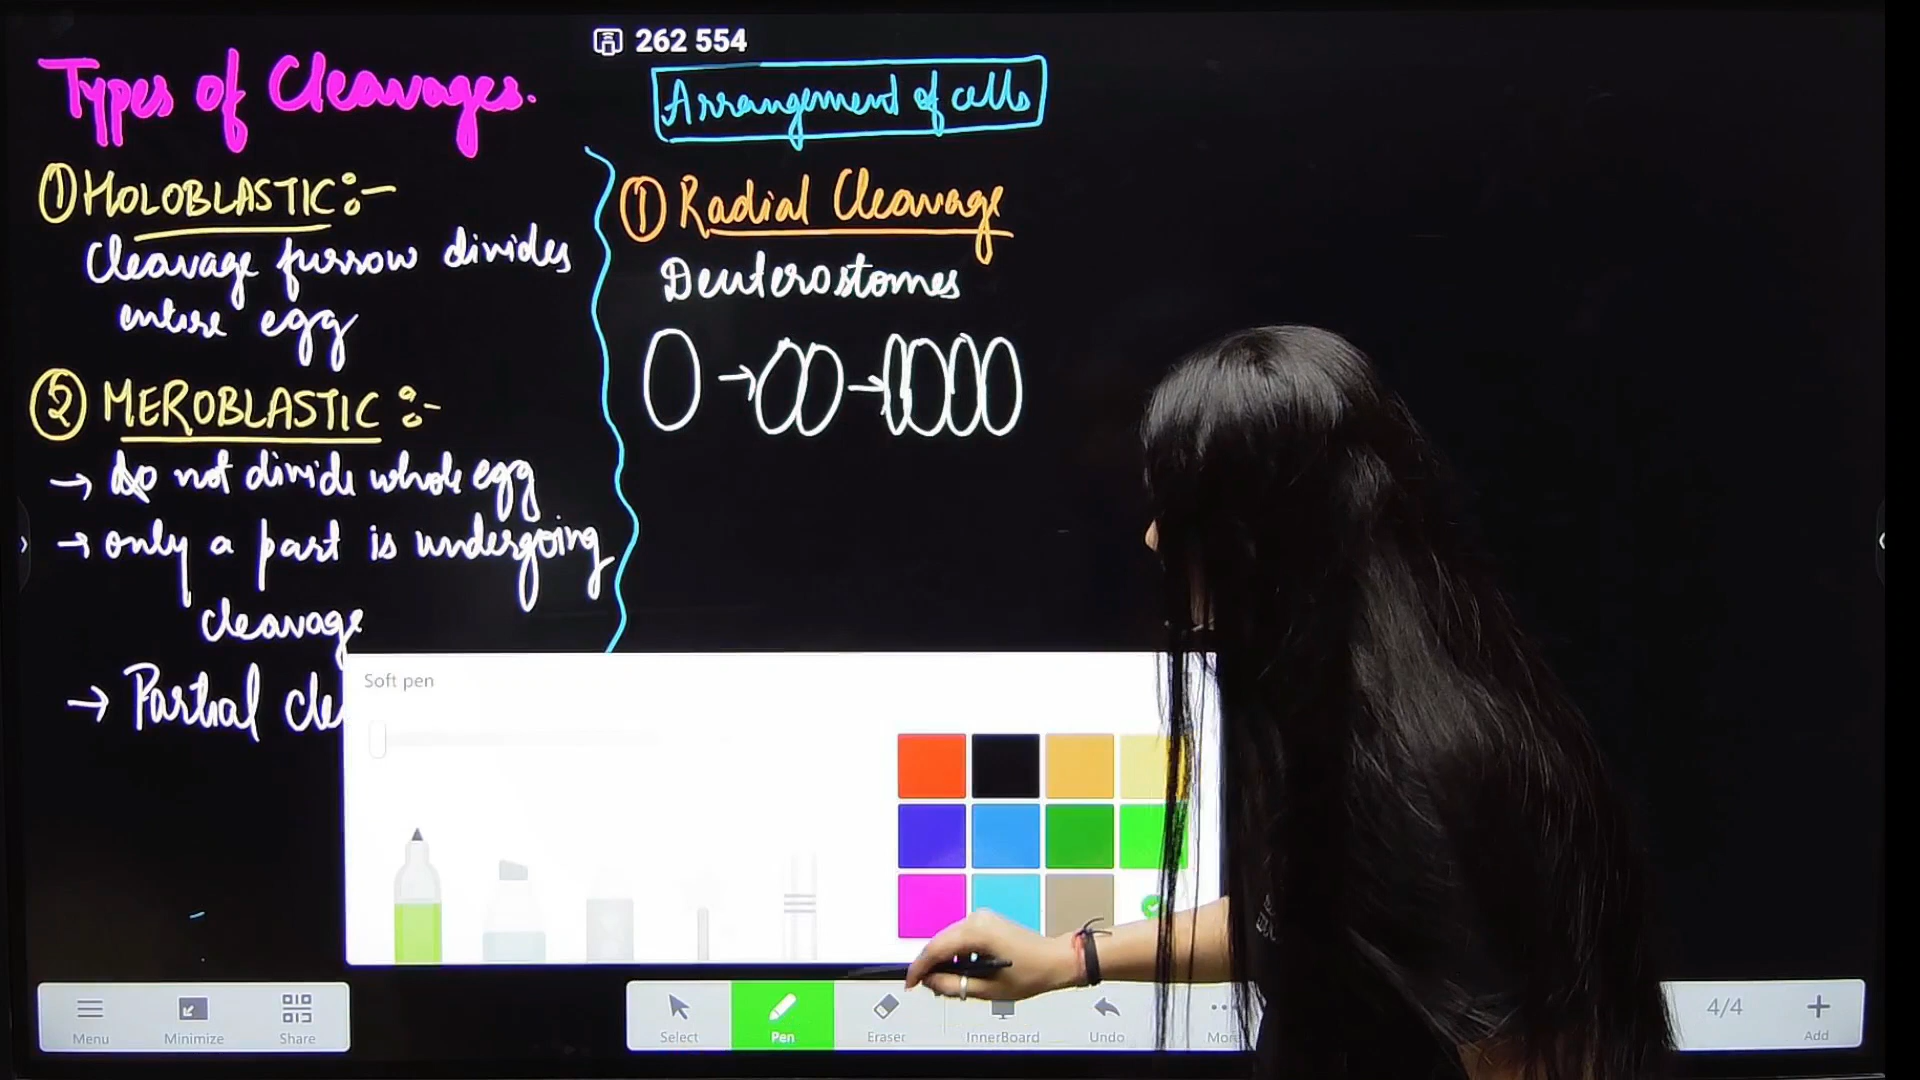 262 554
Types of Cleavages.
① HOLOBLASTIC :-
Cleavage furrow divides
entire egg
② MEROBLASTIC :-
→ do not divide whole egg
→ only a part is undergoing
cleavage
→ Partial cle
Arrangement of cells
① Radial Cleavage
Deuterostomes
Soft pen
Menu
Minimize
Share
Select
Pen
Eraser
InnerBoard
Undo
More
4/4
Add